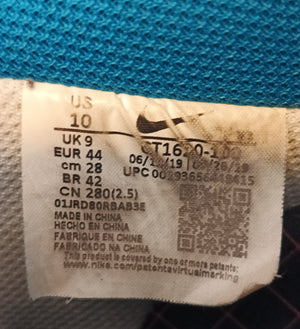 US
10
UK 9
EUR 44
cm 28
BR 42
CN 280(2.5)
01JRD80RBAB3E
MADE IN CHINA
HECHO EN CHINA
FABRIQUE EN CHINE
FABRICADO EN CHINA
This product is covered by one or more patents:
www.nike.com/patentsvirtualmarking